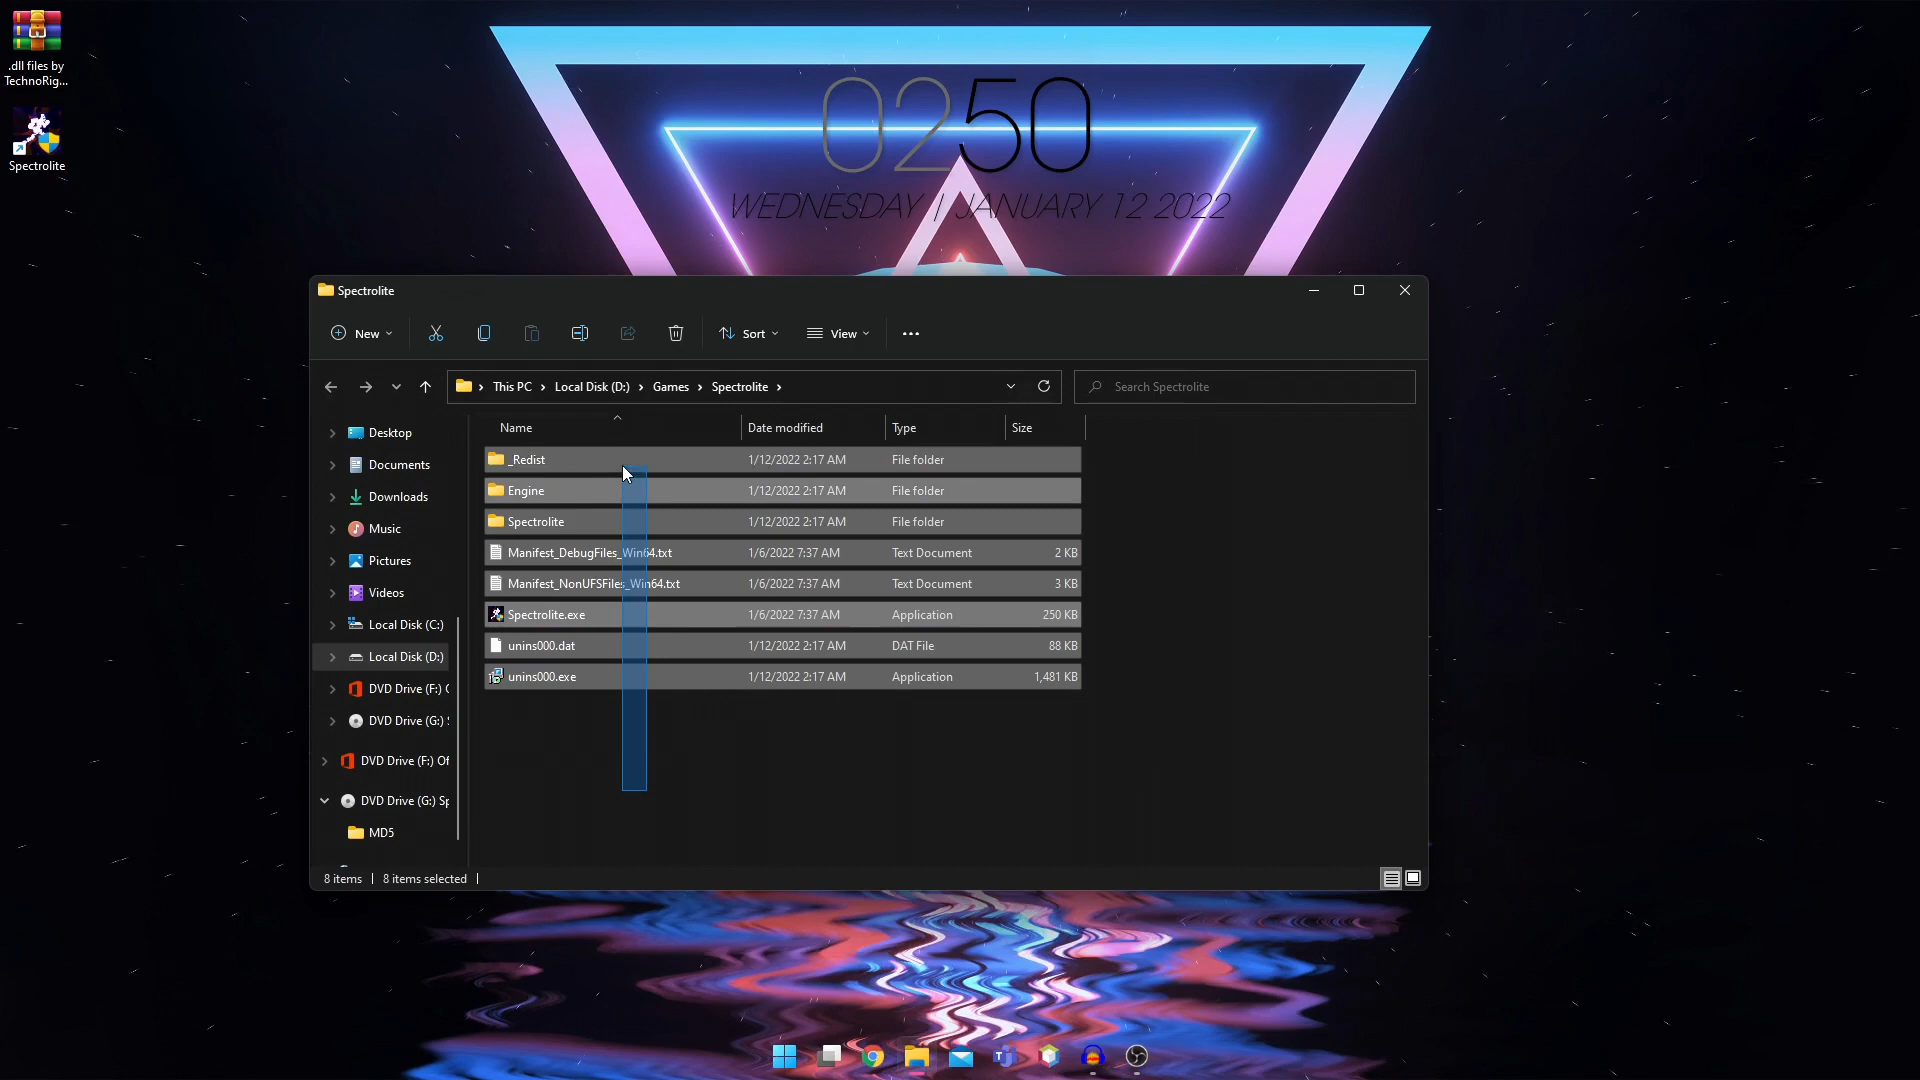 .dll files by
TechnoRig...
Spectrolite
0250
WEDNESDAY | JANUARY 12 2022
Spectrolite
New
Sort
View
This PC > Local Disk (D:) > Games > Spectrolite >
Search Spectrolite
Name Date modified Type Size
Desktop
Documents
Downloads
Music
Pictures
Videos
Local Disk (C:)
Local Disk (D:)
DVD Drive (F:) O
DVD Drive (G:) S
DVD Drive (F:) Of
DVD Drive (G:) Sp
MD5
_Redist 1/12/2022 2:17 AM File folder
Engine 1/12/2022 2:17 AM File folder
Spectrolite 1/12/2022 2:17 AM File folder
Manifest_DebugFiles_Win64.txt 1/6/2022 7:37 AM Text Document 2 KB
Manifest_NonUFSFiles_Win64.txt 1/6/2022 7:37 AM Text Document 3 KB
Spectrolite.exe 1/6/2022 7:37 AM Application 250 KB
unins000.dat 1/12/2022 2:17 AM DAT File 88 KB
unins000.exe 1/12/2022 2:17 AM Application 1,481 KB
8 items | 8 items selected |